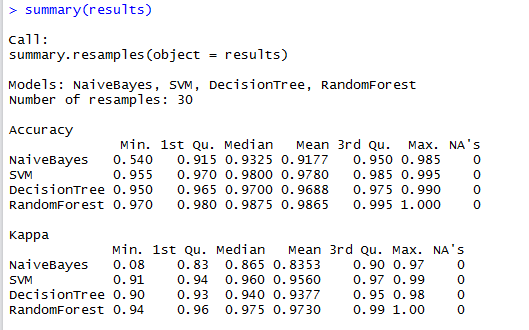 > summary(results)
Call:
summary.resamples(object = results)
Models: NaiveBayes, SVM, DecisionTree, RandomForest
Number of resamples: 30
Accuracy
Min. 1st Qu. Median Mean 3rd Qu. Max. NA's
NaiveBayes 0.540 0.915 0.9325 0.9177 0.950 0.985 0
SVM 0.955 0.970 0.9800 0.9780 0.985 0.995 0
DecisionTree 0.950 0.965 0.9700 0.9688 0.975 0.990 0
RandomForest 0.970 0.980 0.9875 0.9865 0.995 1.000 0
Kappa
Min. 1st Qu. Median Mean 3rd Qu. Max. NA's
NaiveBayes 0.08 0.83 0.865 0.8353 0.90 0.97 0
SVM 0.91 0.94 0.960 0.9560 0.97 0.99 0
DecisionTree 0.90 0.93 0.940 0.9377 0.95 0.98 0
RandomForest 0.94 0.96 0.975 0.9730 0.99 1.00 0